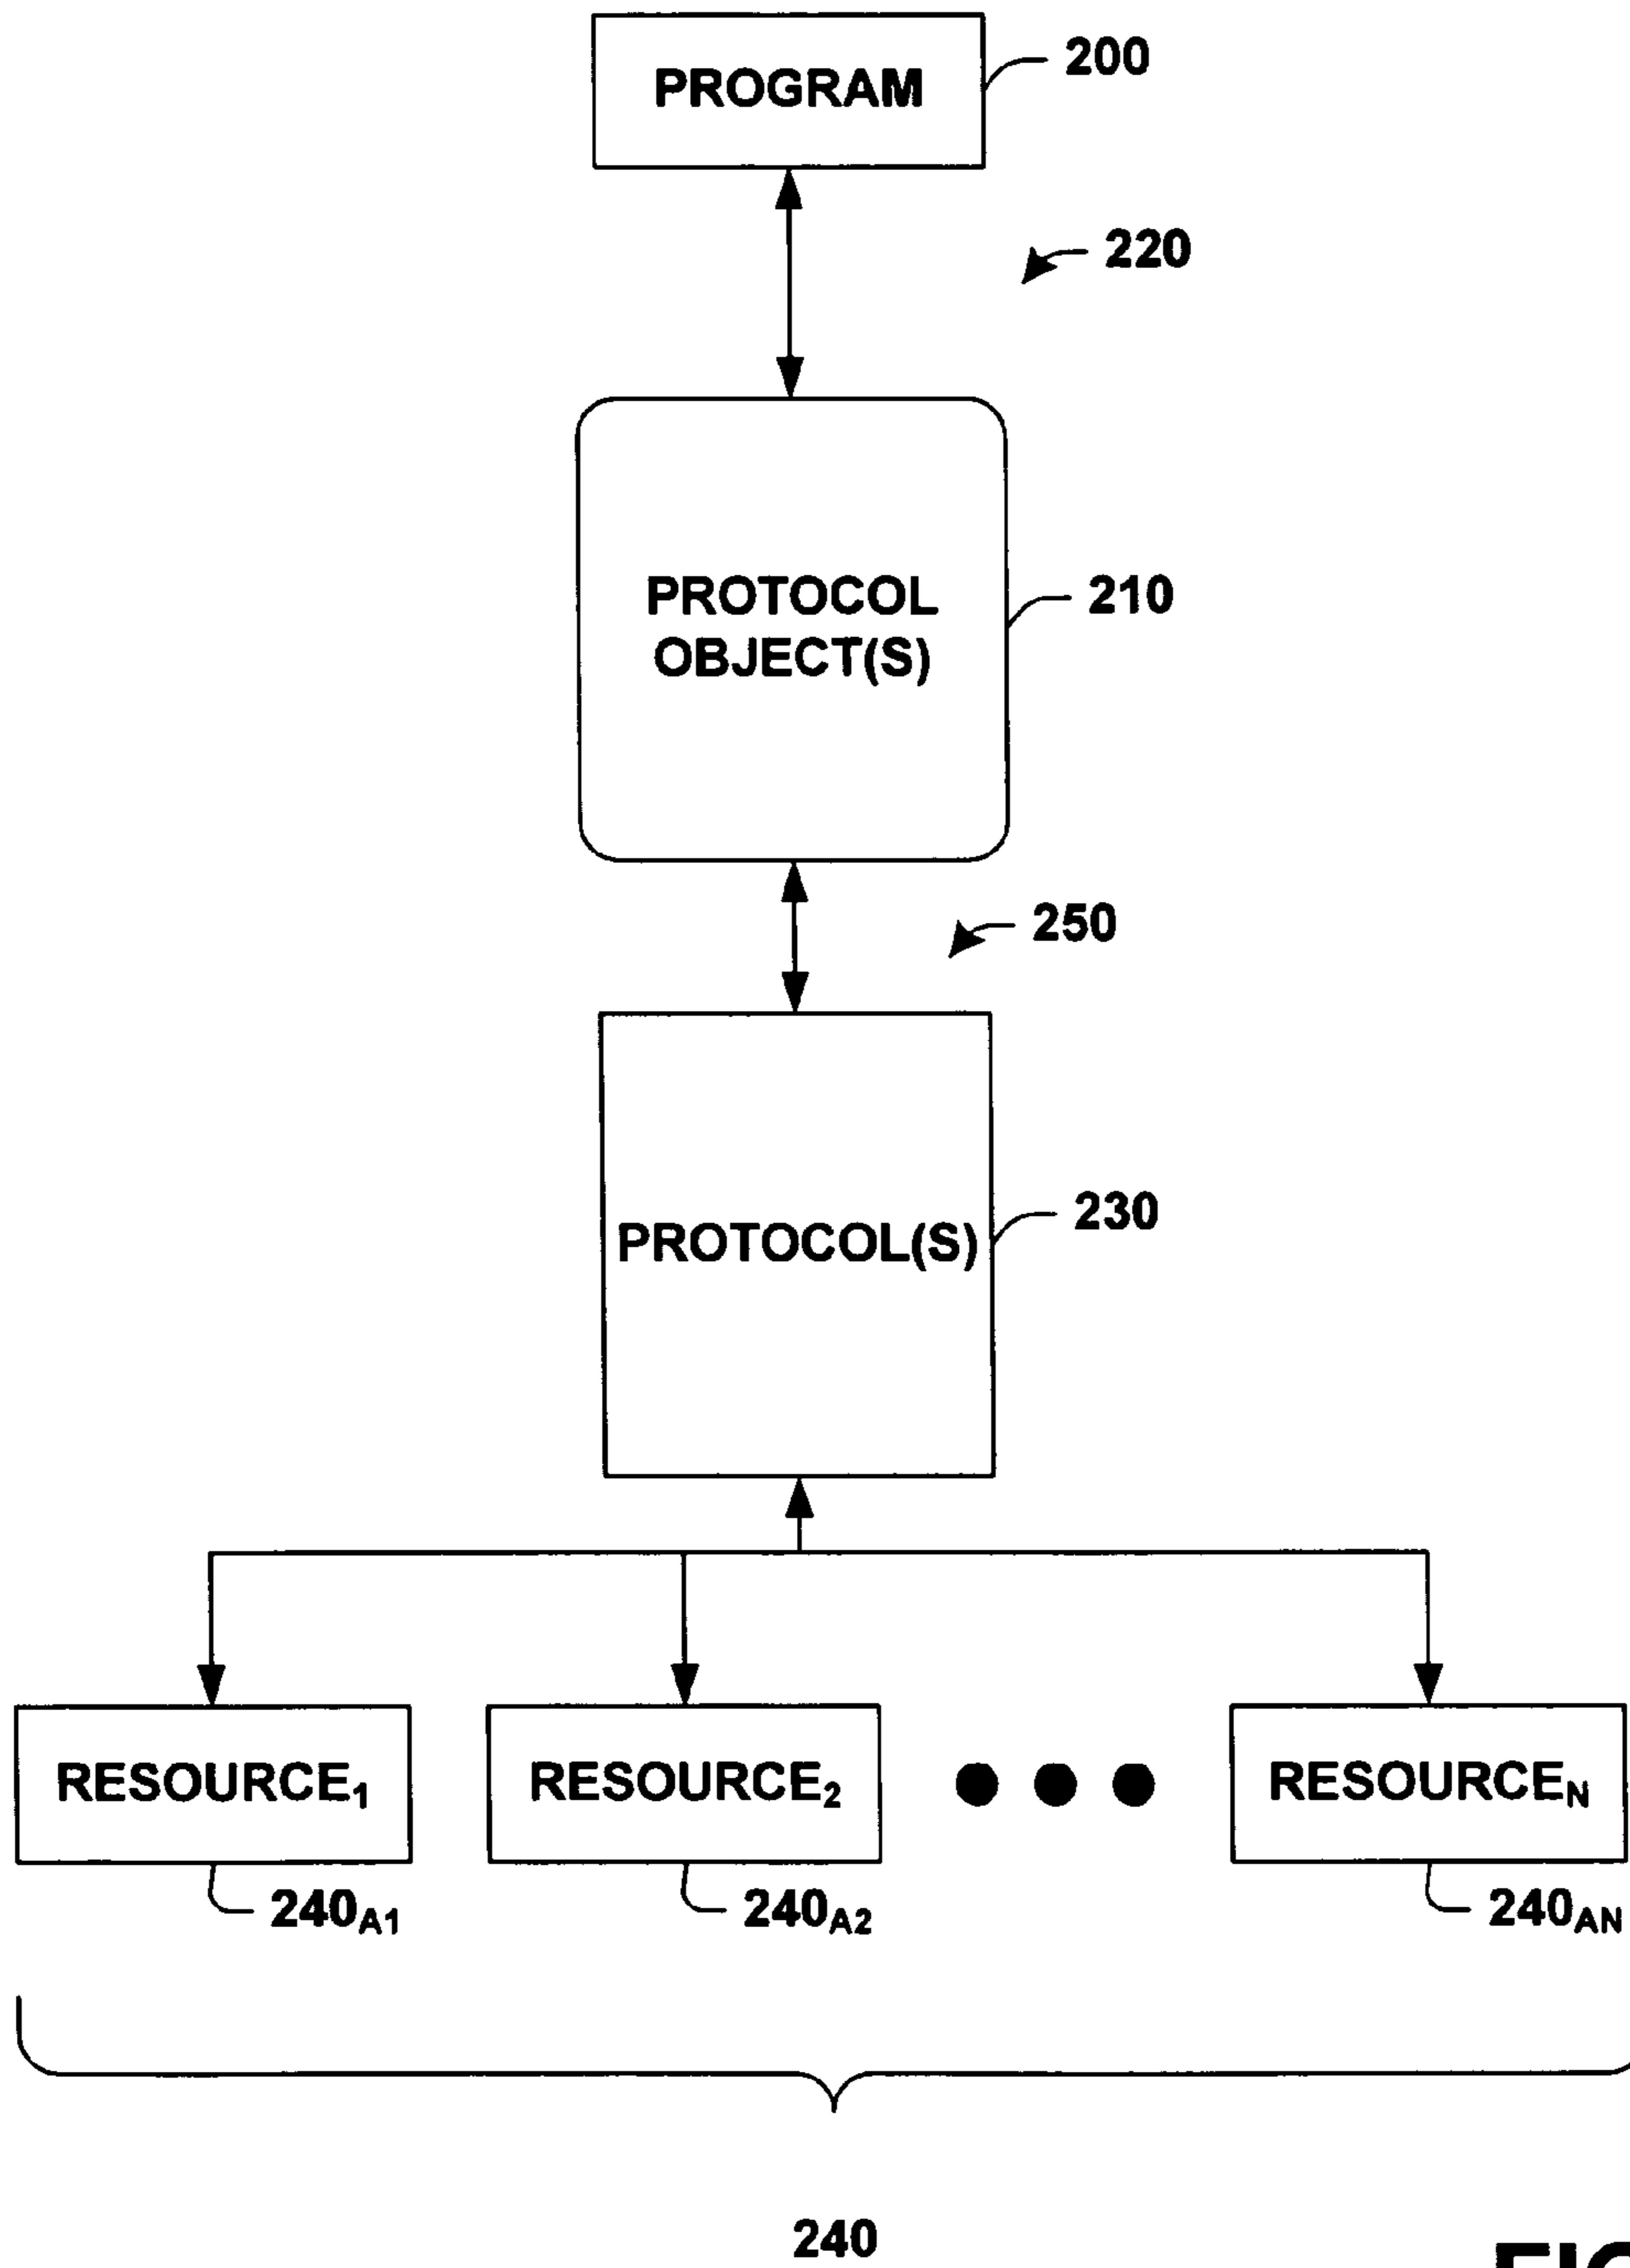 PROGRAM
200
220
PROTOCOL
OBJECT(S)
210
250
PROTOCOL(S)
230
RESOURCE1
RESOURCE2
RESOURCEN
240A1
240A2
240AN
240